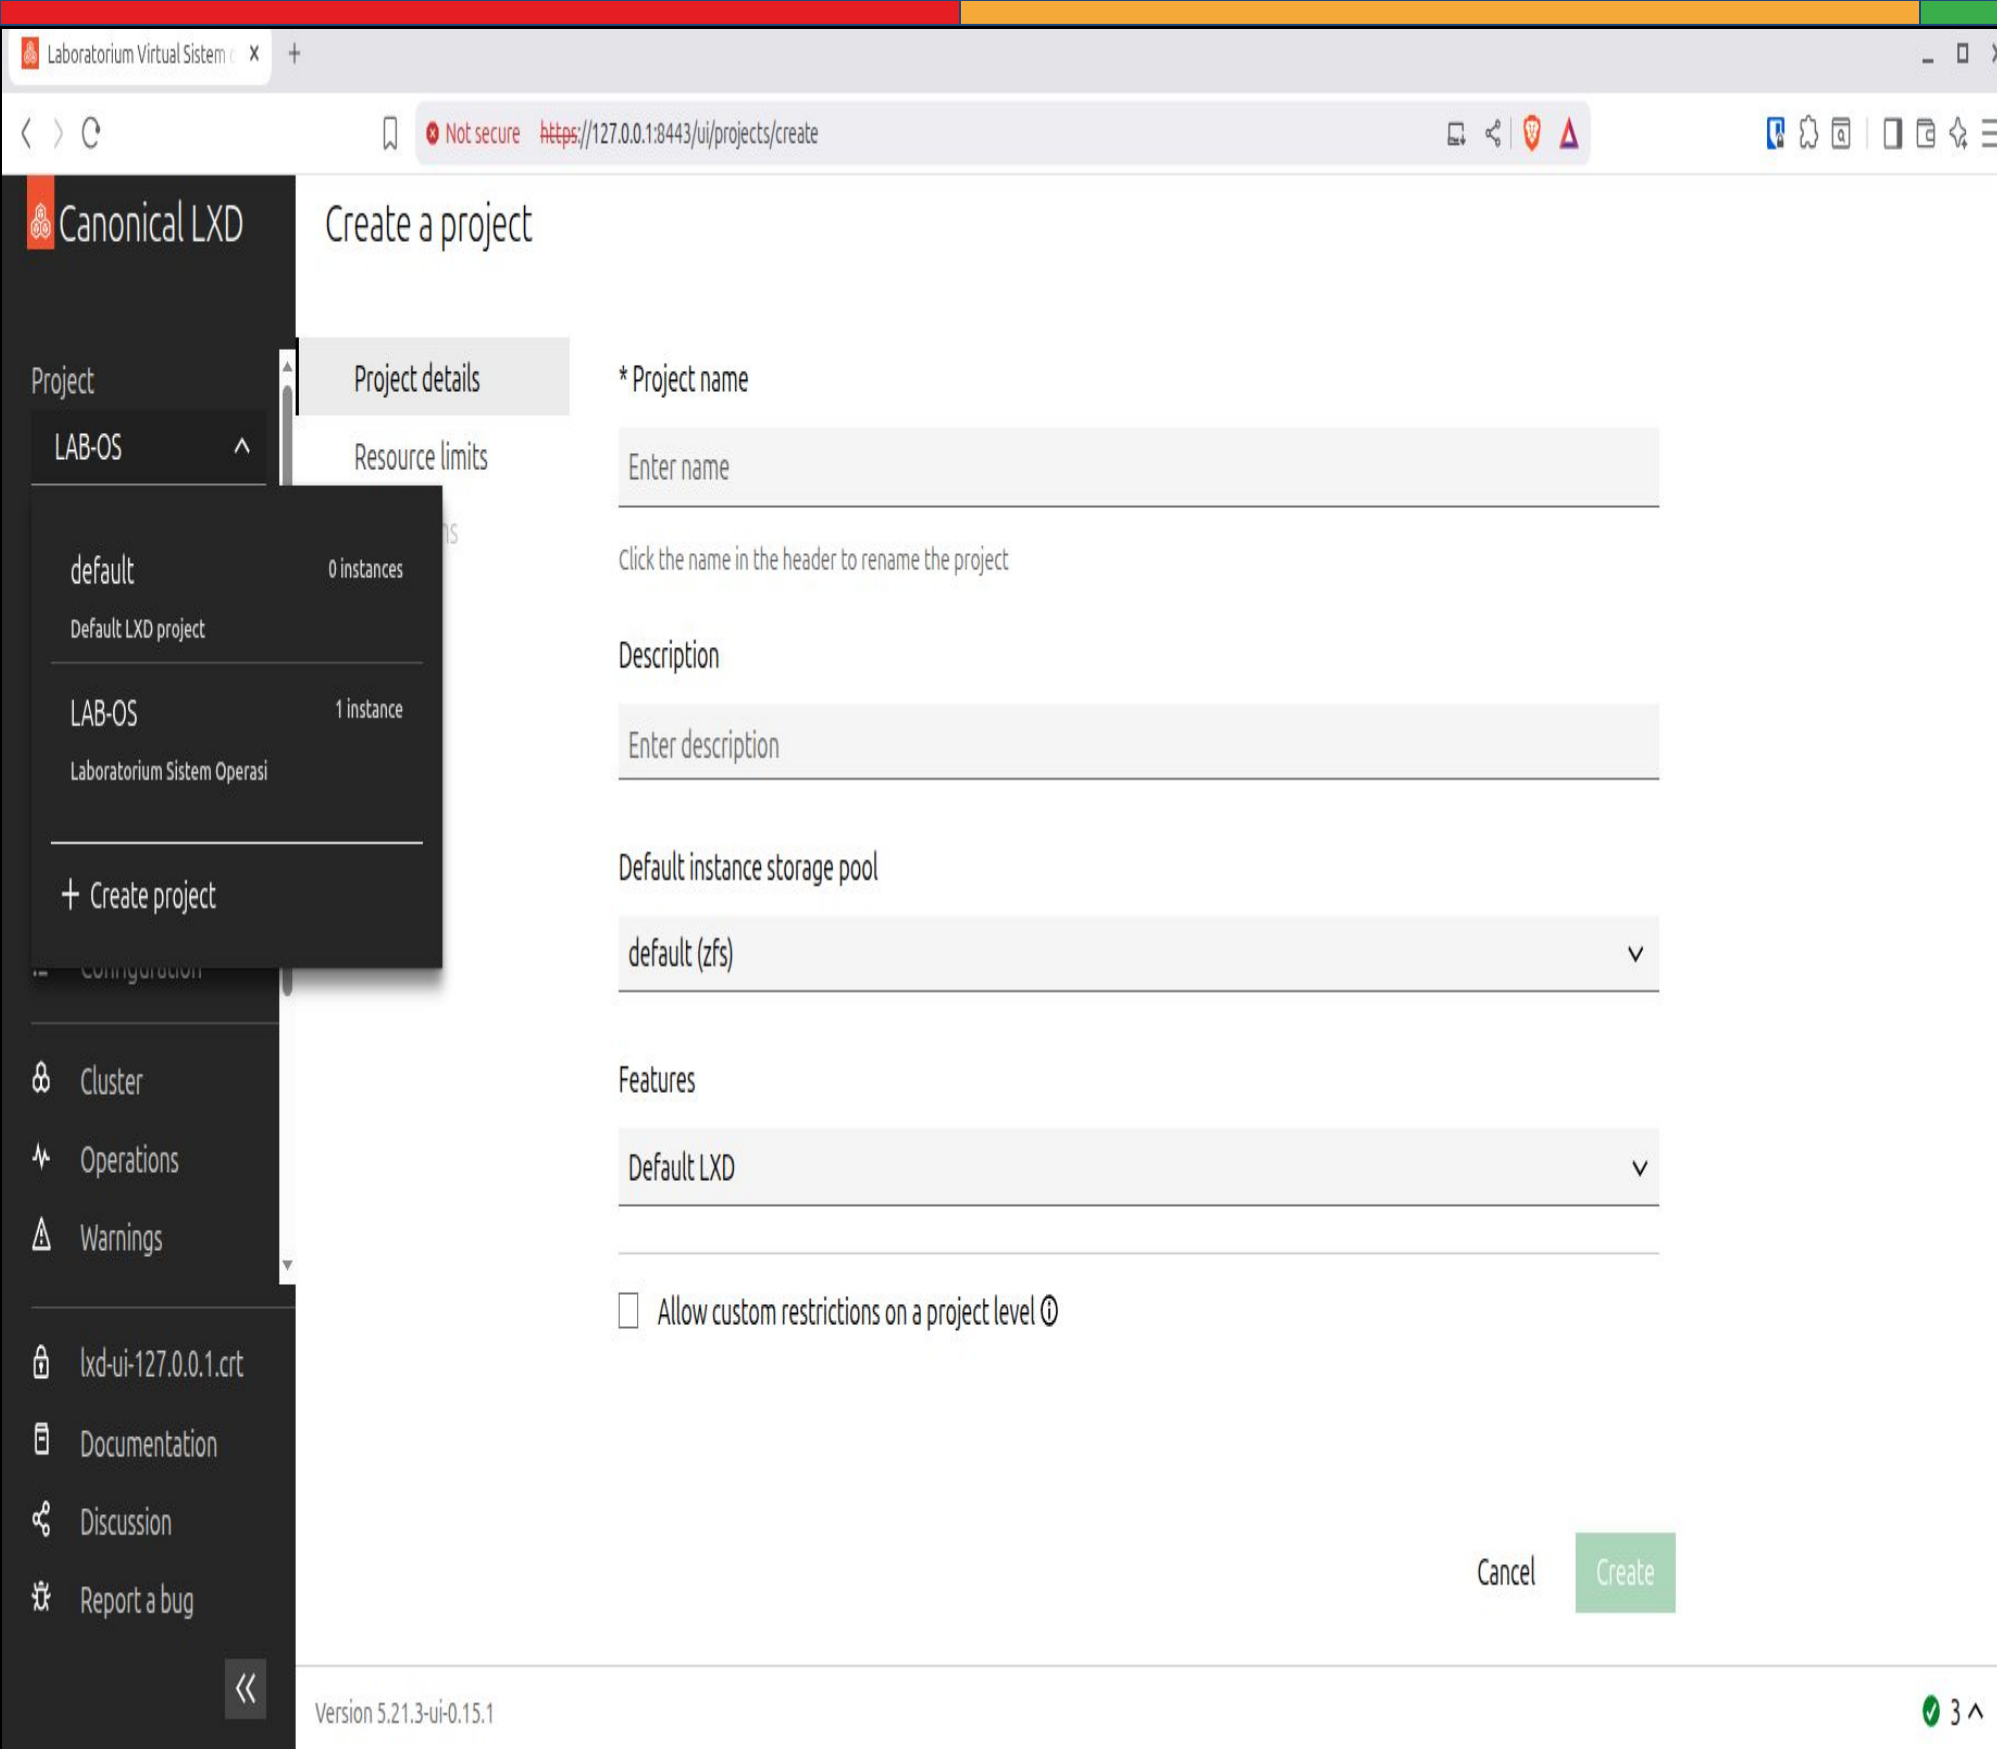 Laboratorium Virtual Sistem
Not secure https://127.0.0.1:8443/ui/projects/create
Canonical LXD
Create a project
Project
LAB-OS
default 0 instances
Default LXD project
LAB-OS 1 instance
Laboratorium Sistem Operasi
+ Create project
Configuration
Cluster
Operations
Warnings
lxd-ui-127.0.0.1.crt
Documentation
Discussion
Report a bug
Project details
Resource limits
* Project name
Enter name
Click the name in the header to rename the project
Description
Enter description
Default instance storage pool
default (zfs)
Features
Default LXD
Allow custom restrictions on a project level
Cancel Create
Version 5.21.3-ui-0.15.1
3